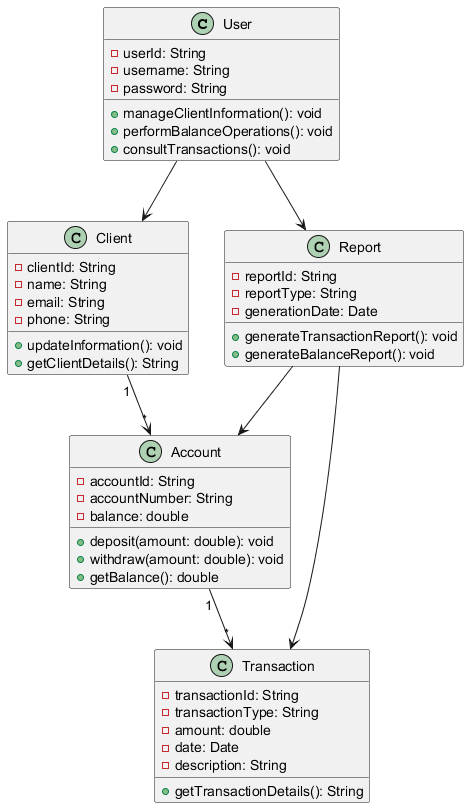 C User
userId: String
username: String
password: String
manageClientInformation(): void
performBalanceOperations(): void
consultTransactions(): void
C Client
clientId: String
name: String
email: String
phone: String
updateInformation(): void
getClientDetails(): String
C Report
reportId: String
reportType: String
generationDate: Date
generateTransactionReport(): void
generateBalanceReport(): void
1
*
C Account
accountId: String
accountNumber: String
balance: double
deposit(amount: double): void
withdraw(amount: double): void
getBalance(): double
1
*
C Transaction
transactionId: String
transactionType: String
amount: double
date: Date
description: String
getTransactionDetails(): String